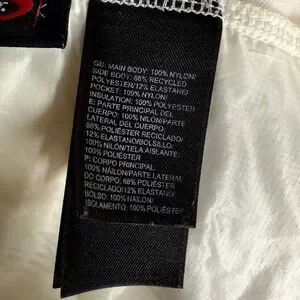 GB: MAIN BODY: 100% NYLON/
SIDE BODY: 88% RECYCLED
POLYESTER/12% ELASTANE/
POCKET: 100% NYLON/
INSULATION: 100% POLYESTER
E: PARTE PRINCIPAL DEL
CUERPO: 100% NILÓN/PARTE
LATERAL DEL CUERPO:
88% POLIÉSTER RECICLADO/
12% ELASTANO/BOLSILLO:
100% NILÓN/TELA AISLANTE:
100% POLIÉSTER
P: CORPO PRINCIPAL:
100% NÁILON/PARTE LATERAL
DO CORPO: 88% POLIÉSTER
RECICLADO/12% ELASTANO/
BOLSO: 100% NÁILON/
ISOLAMENTO: 100% POLIÉSTER